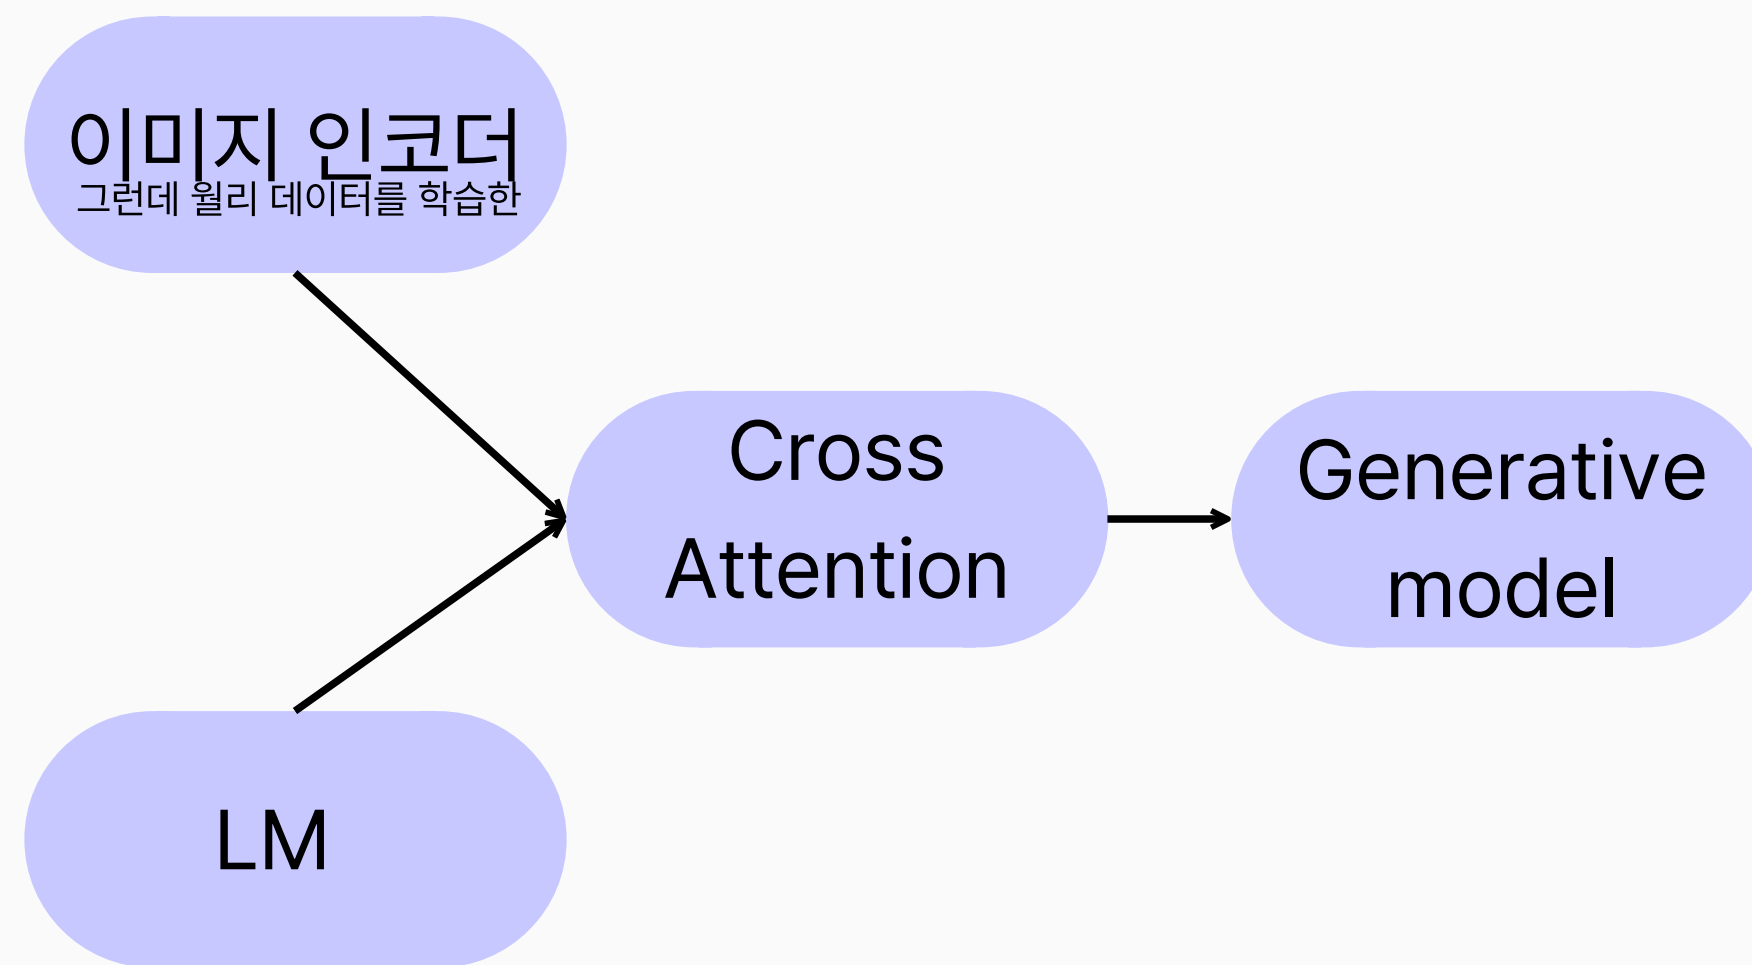 이미지 인코더
그런데 월리 데이터를 학습한
Cross
Attention
Generative
model
LM